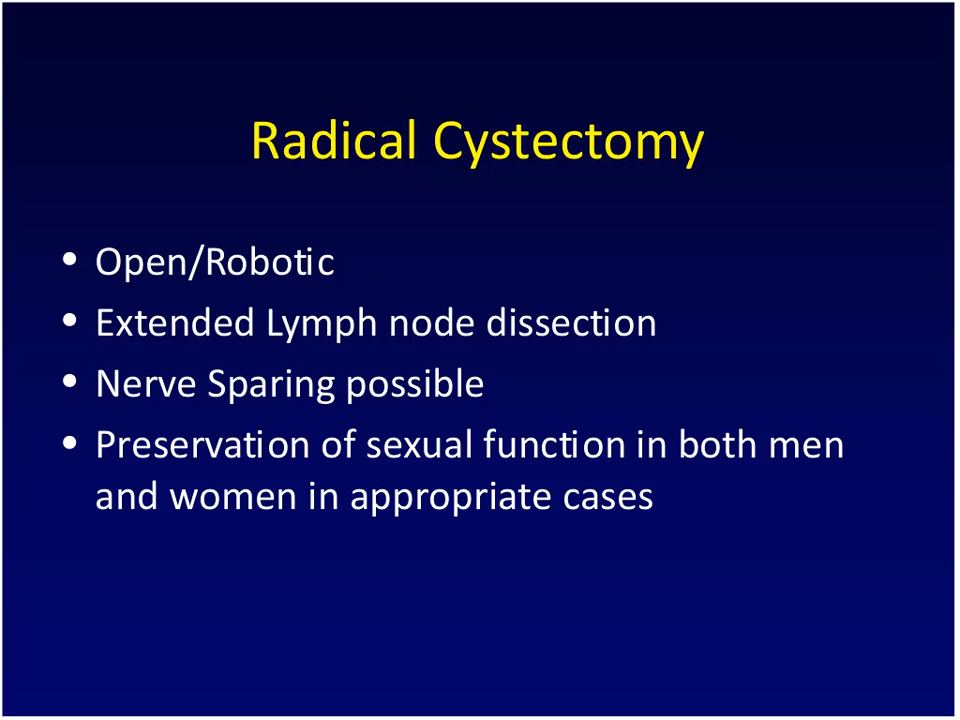 Radical Cystectomy
• Open/Robotic
• Extended Lymph node dissection
• Nerve Sparing possible
• Preservation of sexual function in both men
and women in appropriate cases